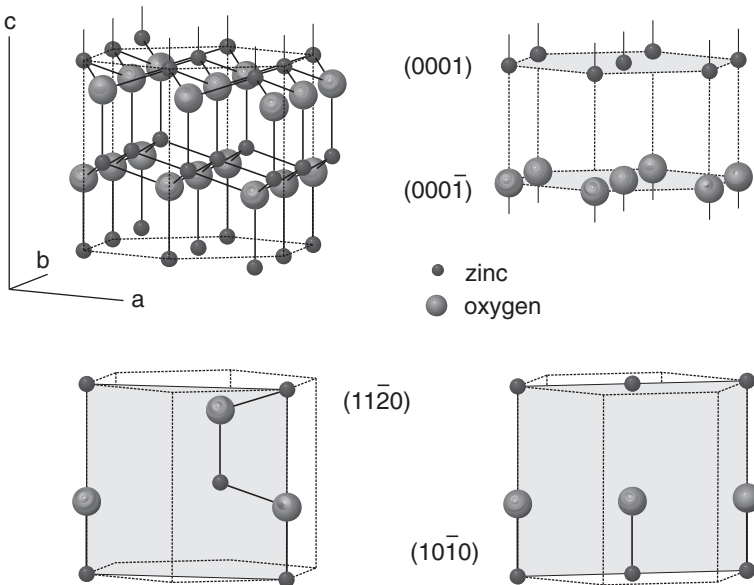 c
b
a
(0001)
(0001̅)
zinc
oxygen
(112̅0)
(101̅0)